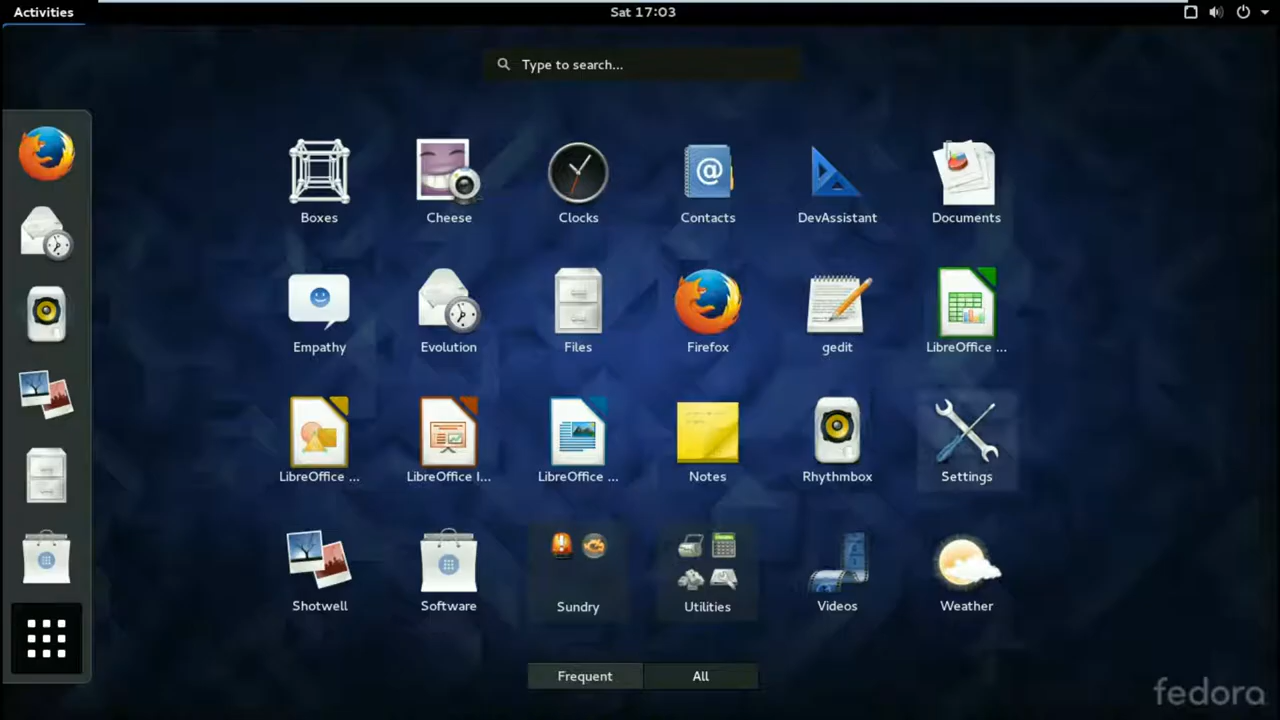 Activities
Sat 17:03
Type to search...
Boxes
Cheese
Clocks
Contacts
DevAssistant
Documents
Empathy
Evolution
Files
Firefox
gedit
LibreOffice ...
LibreOffice ...
LibreOffice I...
LibreOffice ...
Notes
Rhythmbox
Settings
Shotwell
Software
Sundry
Utilities
Videos
Weather
Frequent
All
fedora